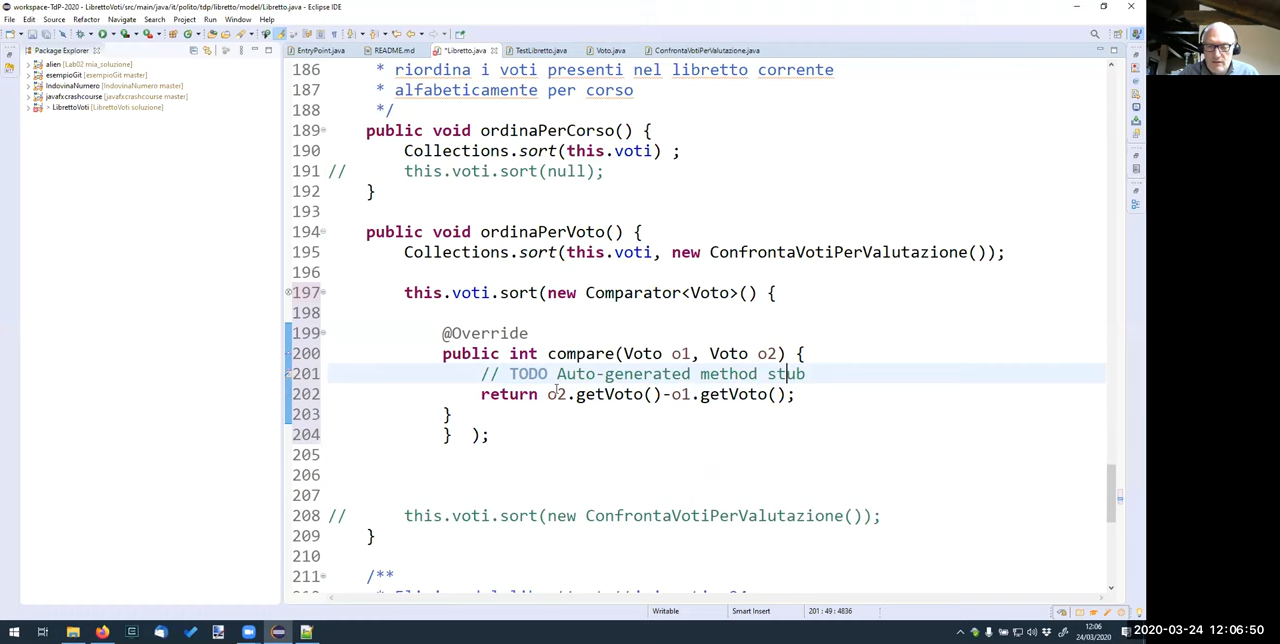 workspace-TdP-2020 - LibrettoVoti/src/main/java/it/polito/tdp/libretto/model/Libretto.java - Eclipse IDE
File Edit Source Refactor Navigate Search Project Run Window Help
Package Explorer
EntryPoint.java README.md *Libretto.java TestLibretto.java Voto.java ConfrontaVotiPerValutazione.java
alien [Lab02 mia_soluzione]
esempioGit [esempioGit master]
IndovinaNumero [IndovinaNumero master]
javafxcrashcourse [javafxcrashcourse master]
> LibrettoVoti [LibrettoVoti soluzione]
186 * riordina i voti presenti nel libretto corrente
187 * alfabeticamente per corso
188 */
189 public void ordinaPerCorso() {
190 Collections.sort(this.voti) ;
191 // this.voti.sort(null);
192 }
193
194 public void ordinaPerVoto() {
195 Collections.sort(this.voti, new ConfrontaVotiPerValutazione());
196
197 this.voti.sort(new Comparator<Voto>() {
198
199 @Override
200 public int compare(Voto o1, Voto o2) {
201 // TODO Auto-generated method stub
202 return o2.getVoto()-o1.getVoto();
203 }
204 } );
205
206
207
208 // this.voti.sort(new ConfrontaVotiPerValutazione());
209 }
210
211 /**
Writable Smart Insert 201 : 49 : 4836
12:06
24/03/2020
2020-03-24 12:06:50